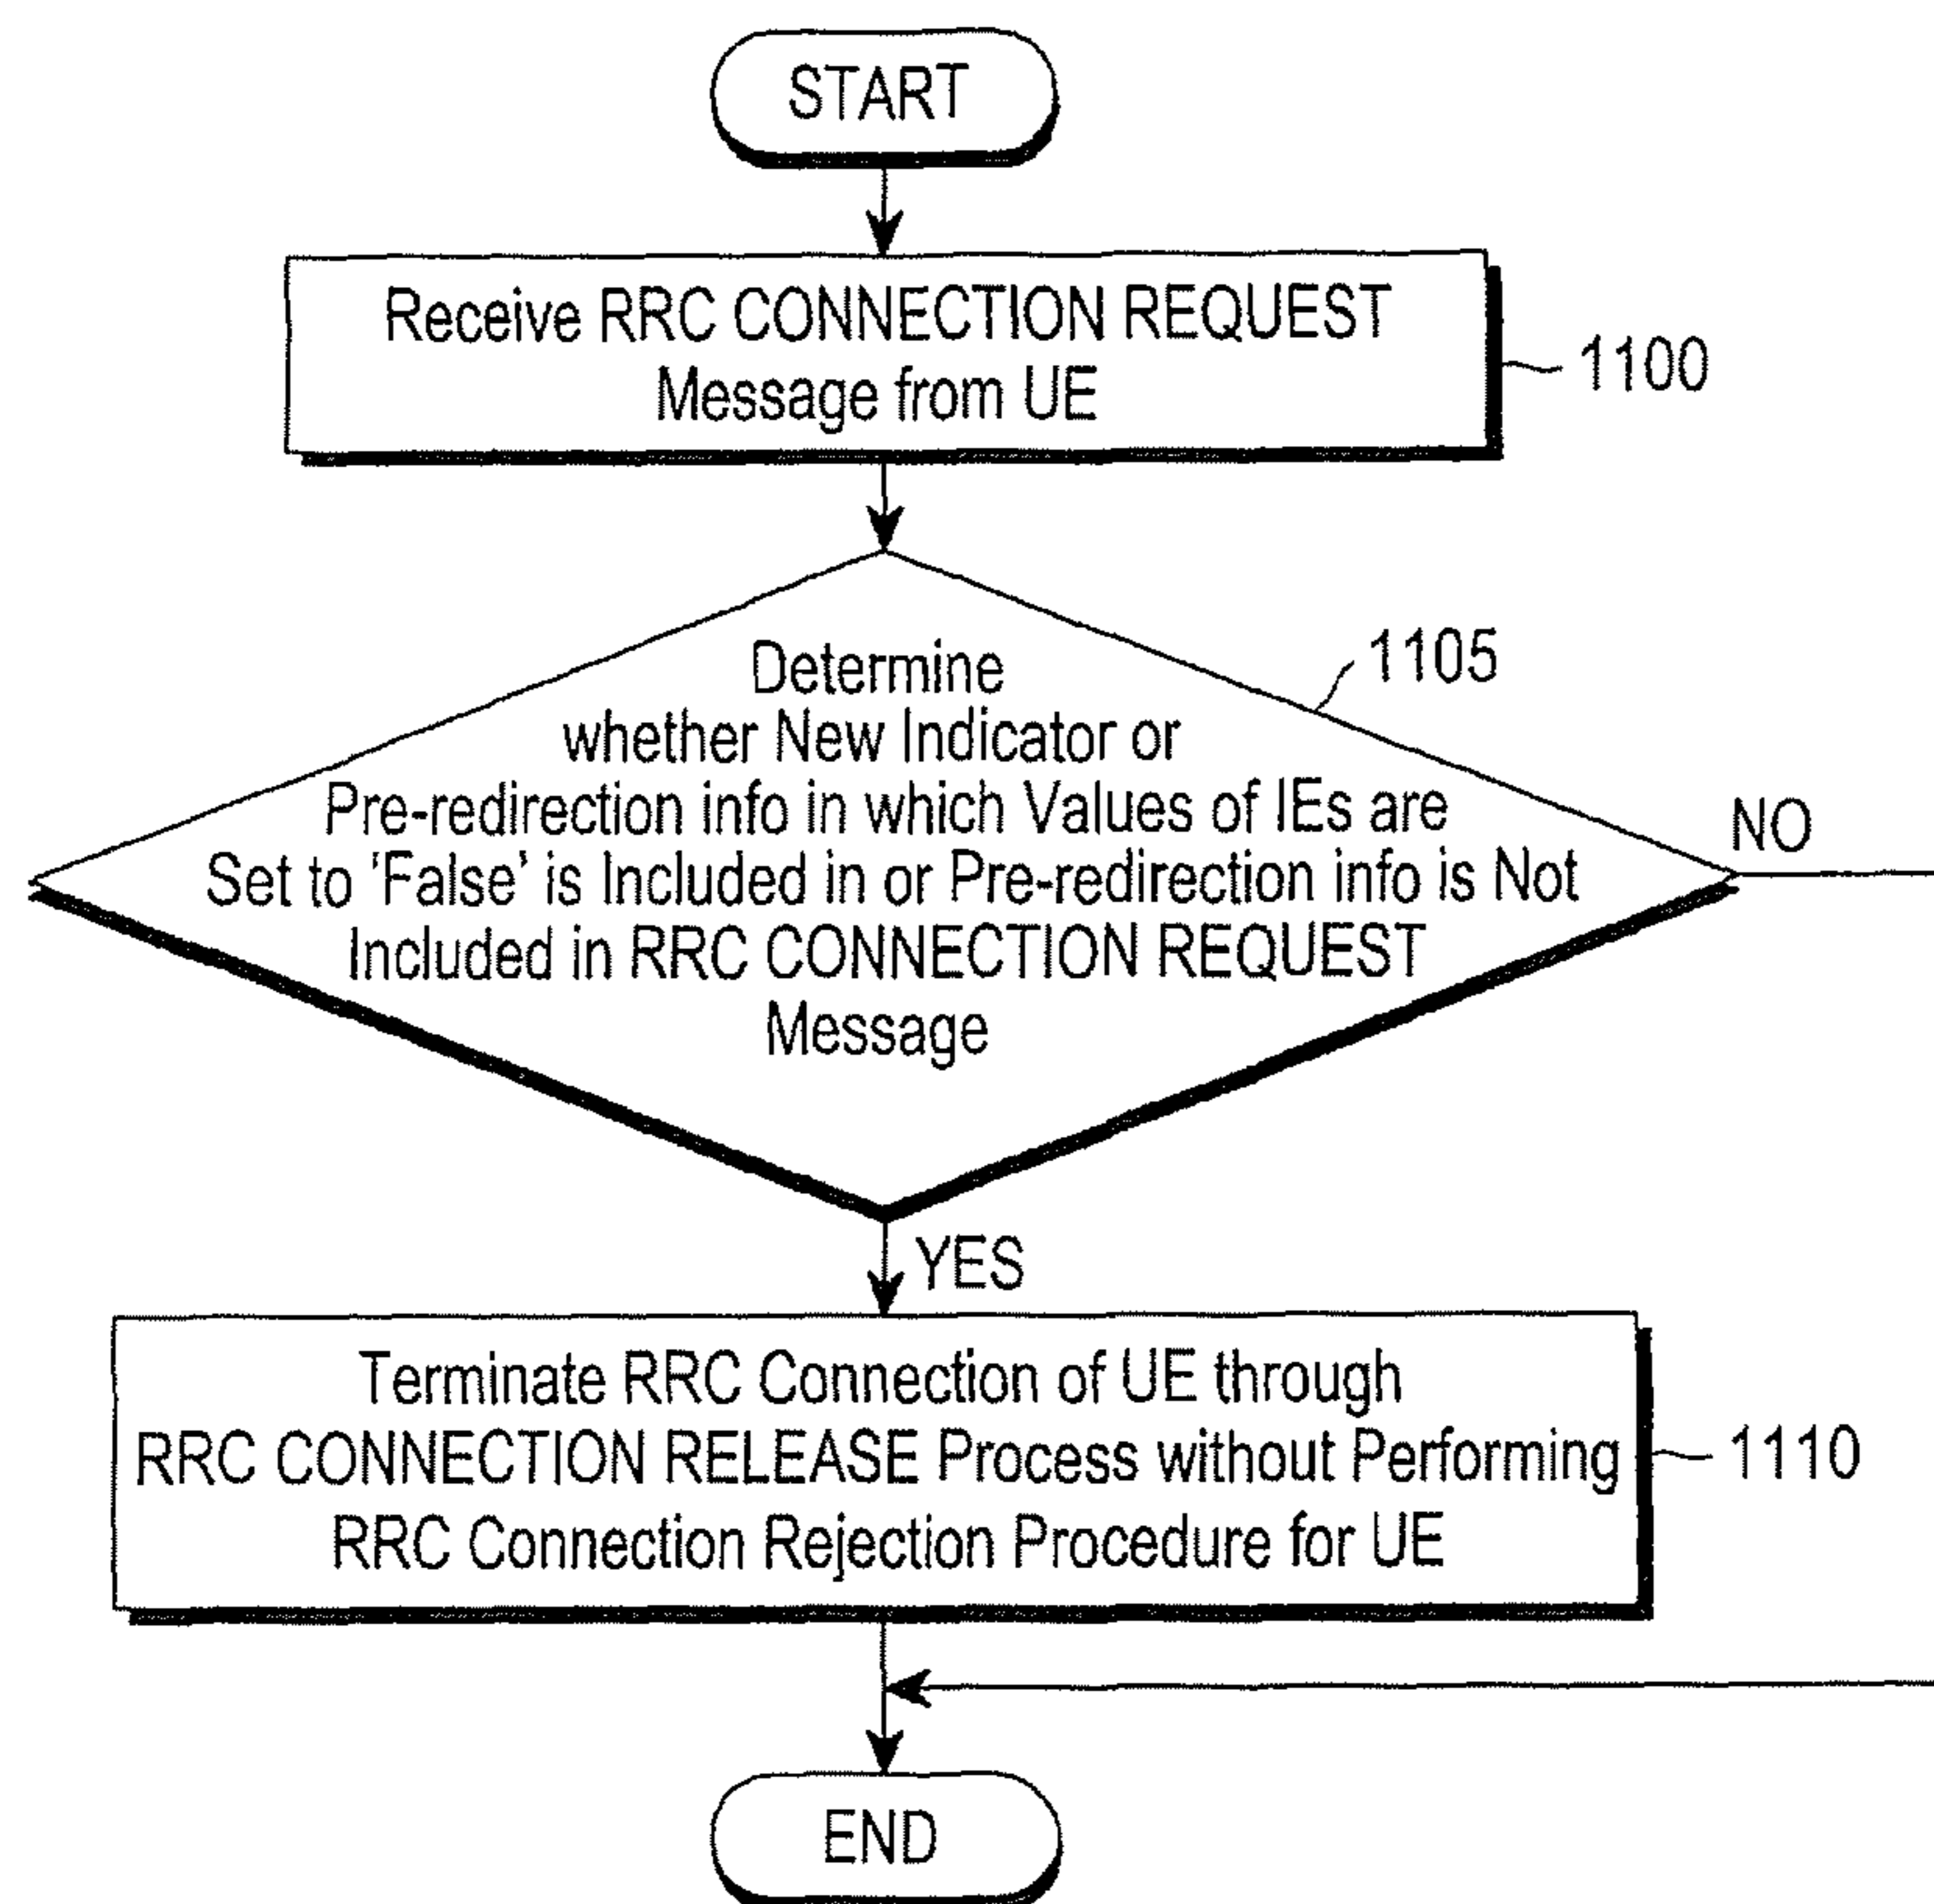 START
Receive RRC CONNECTION REQUEST
Message from UE
1100
Determine
whether New Indicator or
Pre-redirection info in which Values of IEs are
Set to 'False' is Included in or Pre-redirection info is Not
Included in RRC CONNECTION REQUEST
Message
1105
NO
YES
Terminate RRC Connection of UE through
RRC CONNECTION RELEASE Process without Performing
RRC Connection Rejection Procedure for UE
1110
END